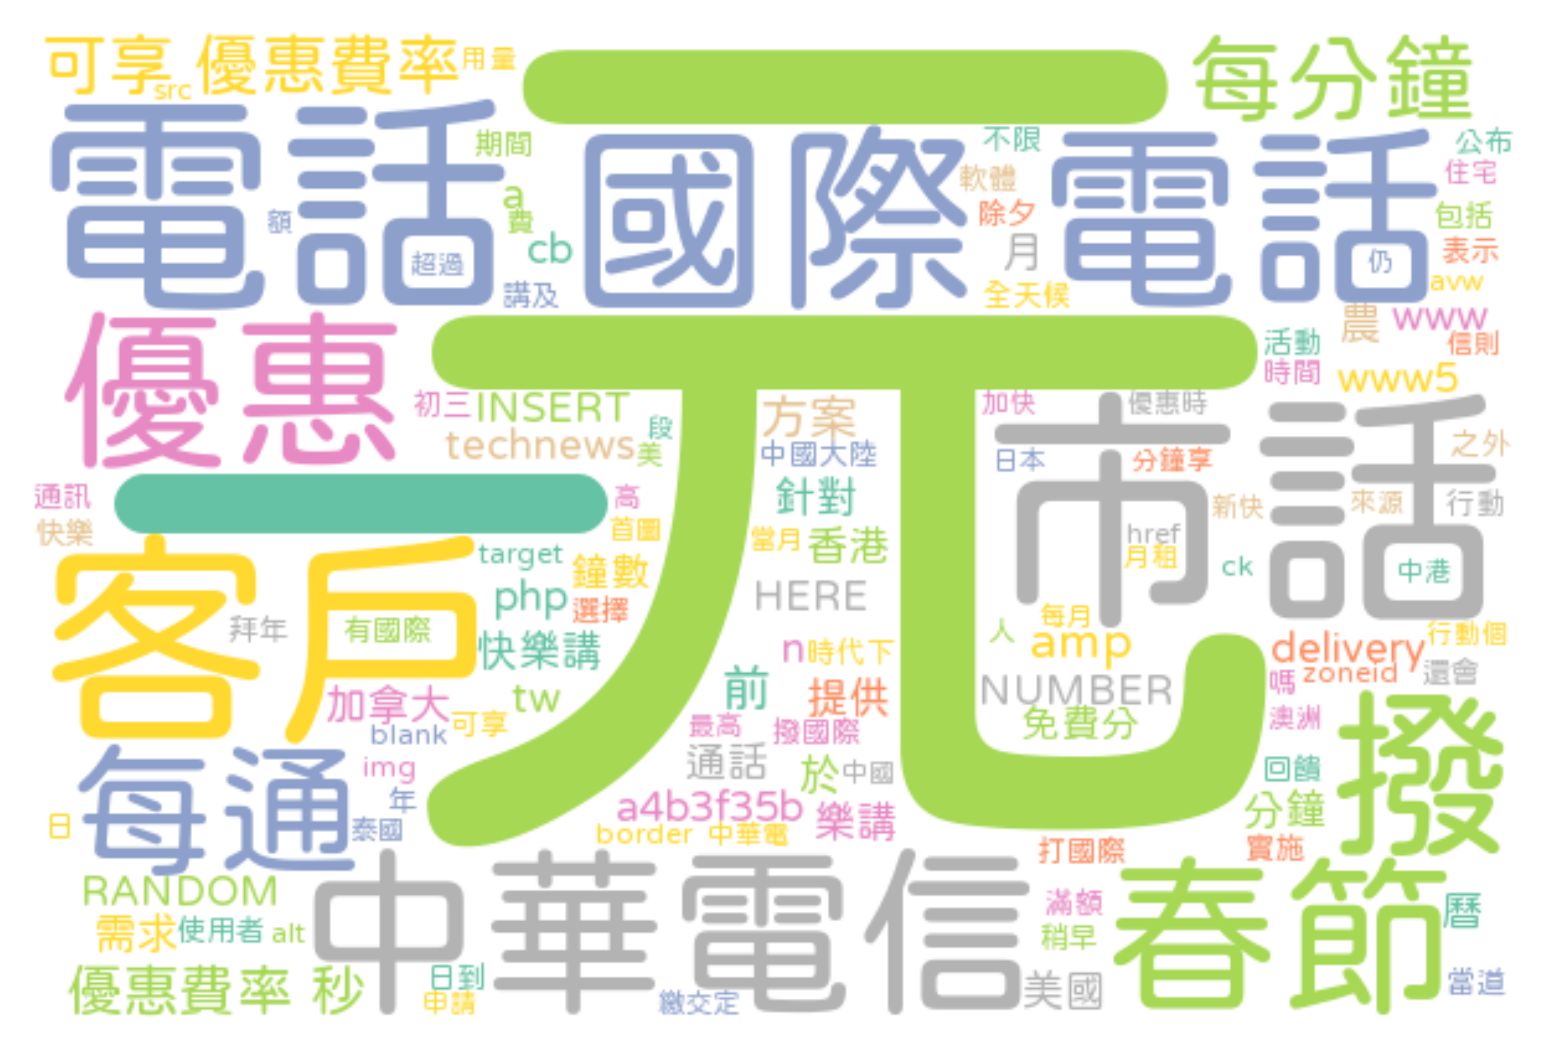 可享 優惠費率 用量
src
元
每分鐘
電話 國際電話
期間
a
費
額
cb
超過
講及
不限
軟體
除夕
月
全天候
公布
住宅
包括
表示
仍
avw
優惠
初三 INSERT
technews
段
美
方案
中國大陸
針對
當月 香港
HERE
農 www
活動
信則
時間 www5
加快
優惠時
市話
日本
分鐘享
之外
新快
來源
行動
href
月租
ck
中港
通訊
快樂
一
高
首圖
客戶
target
鐘數
php
選擇
拜年
有國際
快樂講
加拿大 可享 tw
blank
n 時代下
前 提供
最高 撥國際
通話 於 中國
a4b3f35b 樂講
border 中華電
人
每月
amp
NUMBER
免費分
delivery 行動個
嗎 zoneid 還會
澳洲
撥
回饋
分鐘
實施
打國際
每通
img
年
日
泰國
RANDOM
需求 使用者 alt
中華電信
滿額
稍早
春節
曆
優惠費率 秒
日到
申請
繳交定
美國
當道